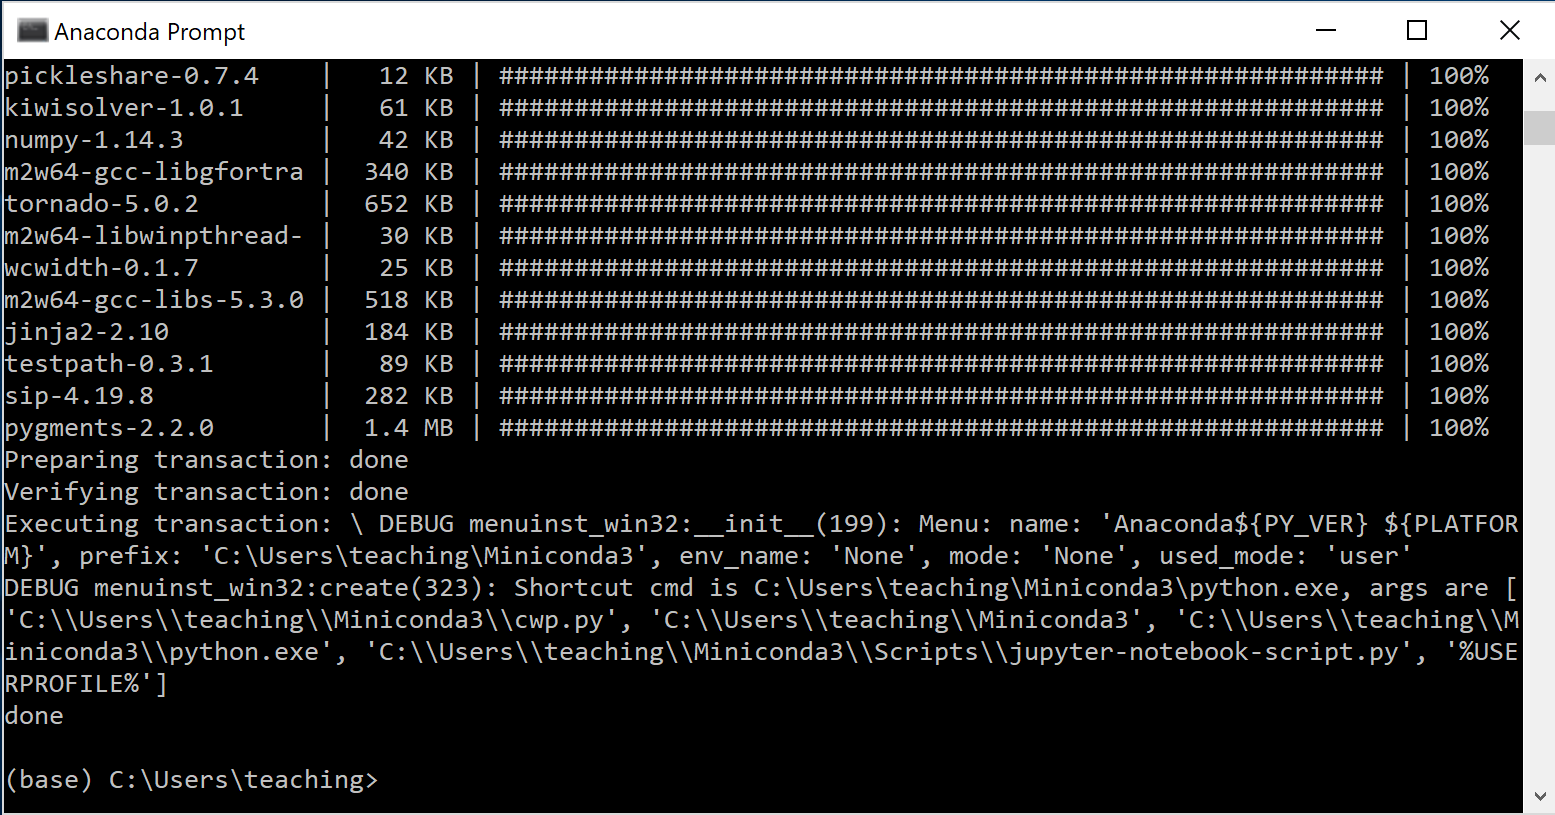 Anaconda Prompt
pickleshare-0.7.4    |   12 KB | ########################################################### | 100%
kiwisolver-1.0.1     |   61 KB | ########################################################### | 100%
numpy-1.14.3         |   42 KB | ########################################################### | 100%
m2w64-gcc-libgfortra |  340 KB | ########################################################### | 100%
tornado-5.0.2        |  652 KB | ########################################################### | 100%
m2w64-libwinpthread- |   30 KB | ########################################################### | 100%
wcwidth-0.1.7        |   25 KB | ########################################################### | 100%
m2w64-gcc-libs-5.3.0 |  518 KB | ########################################################### | 100%
jinja2-2.10          |  184 KB | ########################################################### | 100%
testpath-0.3.1       |   89 KB | ########################################################### | 100%
sip-4.19.8           |  282 KB | ########################################################### | 100%
pygments-2.2.0       |  1.4 MB | ########################################################### | 100%
Preparing transaction: done
Verifying transaction: done
Executing transaction: \ DEBUG menuinst_win32:__init__(199): Menu: name: 'Anaconda${PY_VER} ${PLATFOR
M}', prefix: 'C:\Users\teaching\Miniconda3', env_name: 'None', mode: 'None', used_mode: 'user'
DEBUG menuinst_win32:create(323): Shortcut cmd is C:\Users\teaching\Miniconda3\python.exe, args are [
'C:\\Users\\teaching\\Miniconda3\\cwp.py', 'C:\\Users\\teaching\\Miniconda3', 'C:\\Users\\teaching\\M
iniconda3\\python.exe', 'C:\\Users\\teaching\\Miniconda3\\Scripts\\jupyter-notebook-script.py', '%USE
RPROFILE%']
done
(base) C:\Users\teaching>